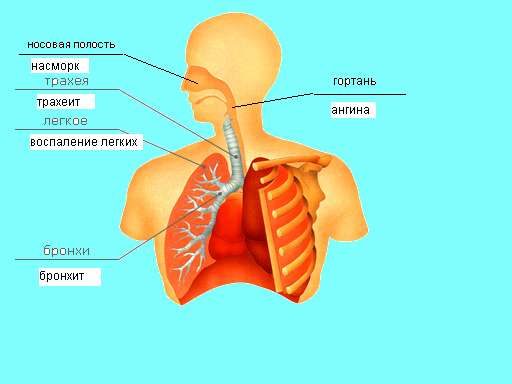 носовая полость
насморк
трахея
трахеит
легкое
воспаление легких
бронхи
бронхит
гортань
ангина